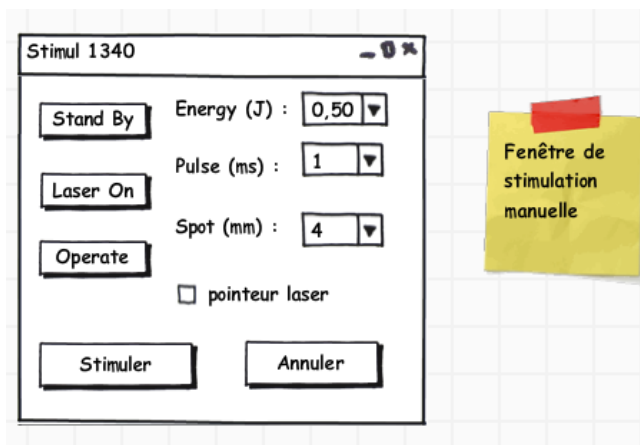 Stimul 1340
Stand By
Energy (J) : 0,50
Pulse (ms) : 1
Laser On
Spot (mm) : 4
Operate
pointeur laser
Stimuler
Annuler
Fenêtre de
stimulation
manuelle